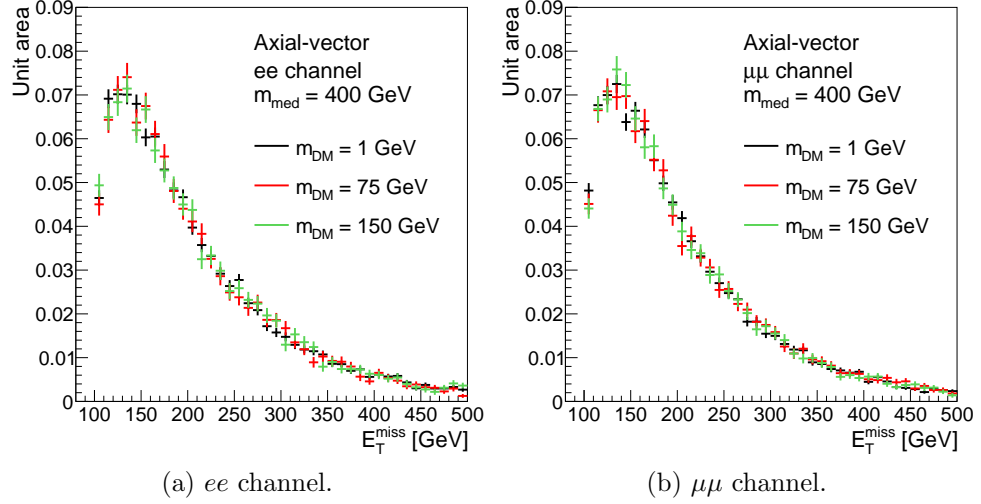 Unit area
0.09
0.08
0.07
0.06
0.05
0.04
0.03
0.02
0.01
0
Axial-vector
ee channel
m_med = 400 GeV
m_DM = 1 GeV
m_DM = 75 GeV
m_DM = 150 GeV
100 150 200 250 300 350 400 450 500
E_T^miss [GeV]
(a) ee channel.
Unit area
0.09
0.08
0.07
0.06
0.05
0.04
0.03
0.02
0.01
0
Axial-vector
μμ channel
m_med = 400 GeV
m_DM = 1 GeV
m_DM = 75 GeV
m_DM = 150 GeV
100 150 200 250 300 350 400 450 500
E_T^miss [GeV]
(b) μμ channel.